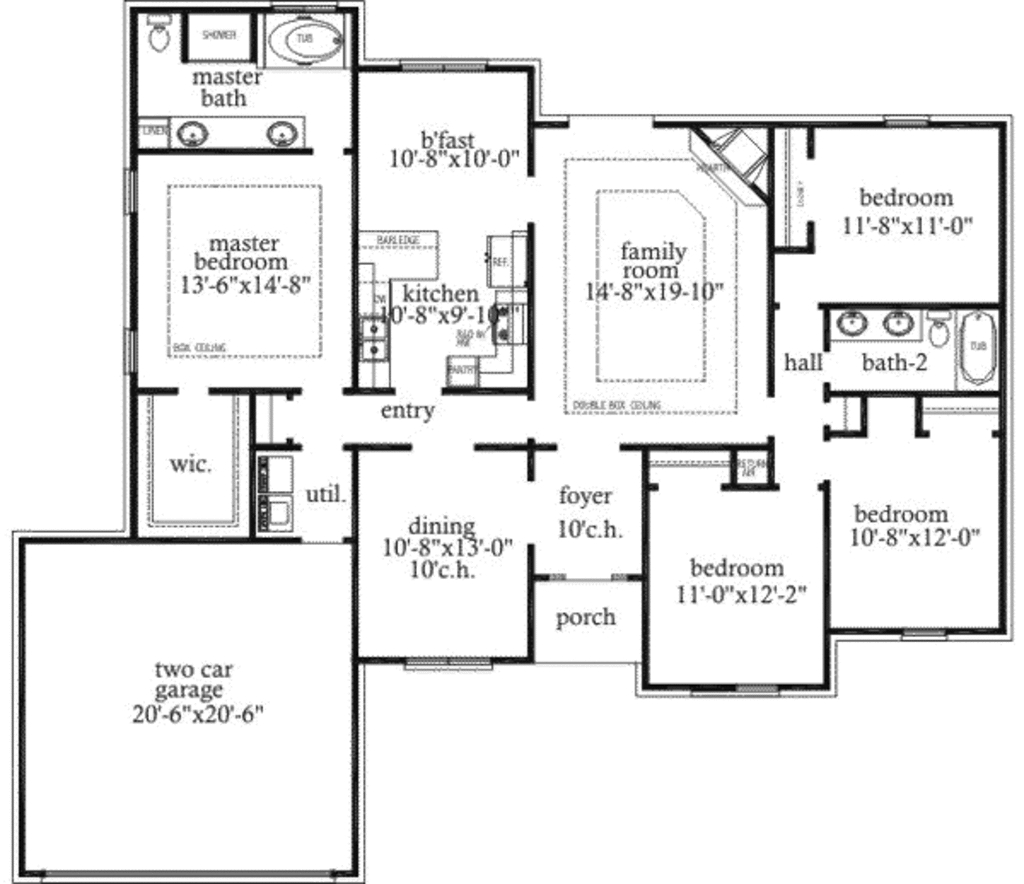 SHOWER
TUB
master
bath
LINEN
b'fast
10'-8"x10'-0"
bedroom
11'-8"x11'-0"
master
bedroom
13'-6"x14'-8"
BOX CEILING
BARLEDGE
REF.
kitchen
10'-8"x9'-10"
DW
PANTRY
family
room
14'-8"x19-10"
DOUBLE BOX CEILING
hall
bath-2
TUB
entry
wic.
util.
RETURN
AIR
foyer
10'c.h.
dining
10'-8"x13'-0"
10'c.h.
bedroom
10'-8"x12'-0"
bedroom
11'-0"x12'-2"
porch
two car
garage
20'-6"x20'-6"